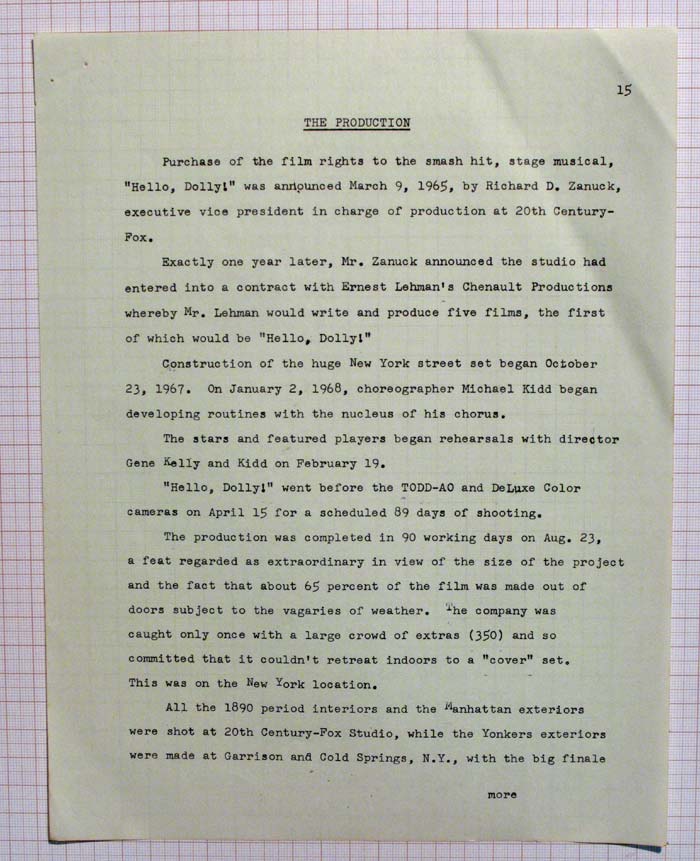 15
THE PRODUCTION
Purchase of the film rights to the smash hit, stage musical,
"Hello, Dolly!" was announced March 9, 1965, by Richard D. Zanuck,
executive vice president in charge of production at 20th Century-
Fox.
Exactly one year later, Mr. Zanuck announced the studio had
entered into a contract with Ernest Lehman's Chenault Productions
whereby Mr. Lehman would write and produce five films, the first
of which would be "Hello, Dolly!"
Construction of the huge New York street set began October
23, 1967. On January 2, 1968, choreographer Michael Kidd began
developing routines with the nucleus of his chorus.
The stars and featured players began rehearsals with director
Gene Kelly and Kidd on February 19.
"Hello, Dolly!" went before the TODD-AO and DeLuxe Color
cameras on April 15 for a scheduled 89 days of shooting.
The production was completed in 90 working days on Aug. 23,
a feat regarded as extraordinary in view of the size of the project
and the fact that about 65 percent of the film was made out of
doors subject to the vagaries of weather. The company was
caught only once with a large crowd of extras (350) and so
committed that it couldn't retreat indoors to a "cover" set.
This was on the New York location.
All the 1890 period interiors and the Manhattan exteriors
were shot at 20th Century-Fox Studio, while the Yonkers exteriors
were made at Garrison and Cold Springs, N.Y., with the big finale
more